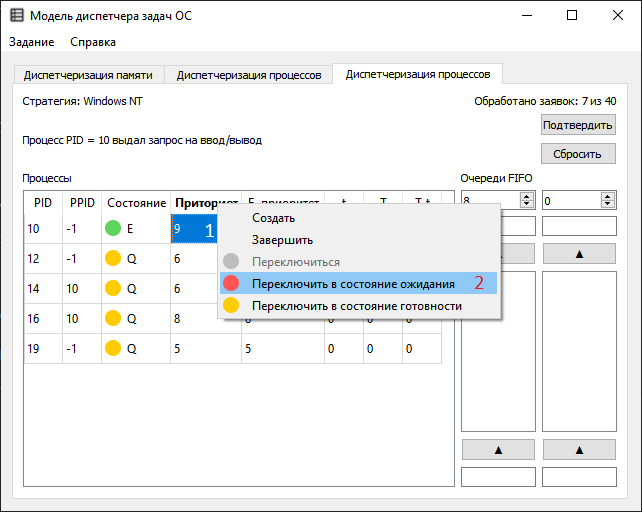 Модель диспетчера задач ОС
Задание Справка
Диспетчеризация памяти Диспетчеризация процессов Диспетчеризация процессов
Стратегия: Windows NT Обработано заявок: 7 из 40
Подтвердить
Процесс PID = 10 выдал запрос на ввод/вывод
Сбросить
Процессы Очереди FIFO
PID PPID Состояние Приторитет 8 0
10 -1 E 9 1
12 -1 Q 6
14 10 Q 6
16 10 Q 8 8 0 0 0
19 -1 Q 5 5 0 0 0
Создать
Завершить
Переключиться
Переключить в состояние ожидания 2
Переключить в состояние готовности
▲ ▲
▲ ▲